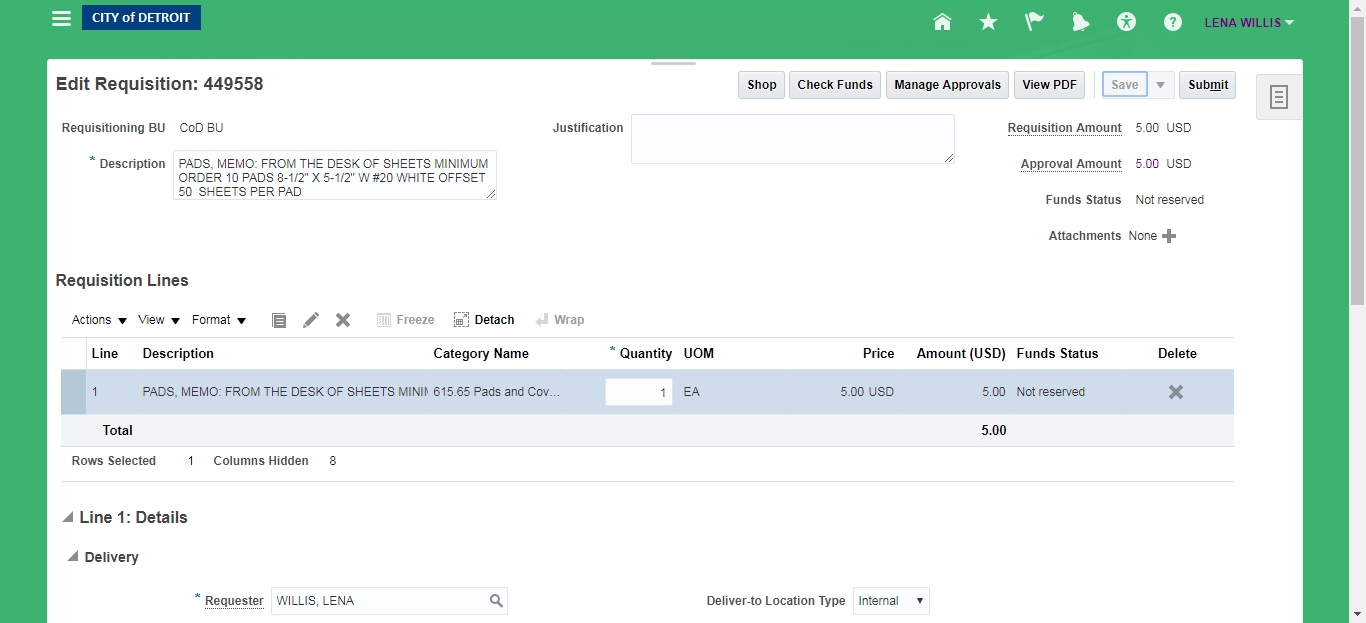 CITY of DETROIT
LENA WILLIS
Edit Requisition: 449558
Shop Check Funds Manage Approvals View PDF Save Submit
Requisitioning BU CoD BU
Justification
Requisition Amount 5.00 USD
* Description PADS, MEMO: FROM THE DESK OF SHEETS MINIMUM
ORDER 10 PADS 8-1/2" X 5-1/2" W #20 WHITE OFFSET
50 SHEETS PER PAD
Approval Amount 5.00 USD
Funds Status Not reserved
Attachments None
Requisition Lines
Actions View Format Freeze Detach Wrap
Line Description Category Name * Quantity UOM Price Amount (USD) Funds Status Delete
1 PADS, MEMO: FROM THE DESK OF SHEETS MINI 615.65 Pads and Cov... 1 EA 5.00 USD 5.00 Not reserved
Total 5.00
Rows Selected 1 Columns Hidden 8
Line 1: Details
Delivery
* Requester WILLIS, LENA Deliver-to Location Type Internal